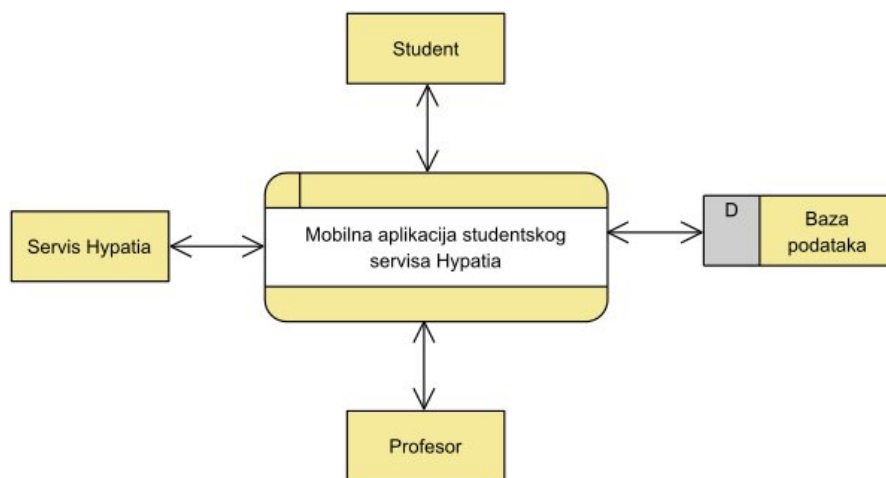 Student
Servis Hypatia
Mobilna aplikacija studentskog
servisa Hypatia
D
Baza
podataka
Profesor